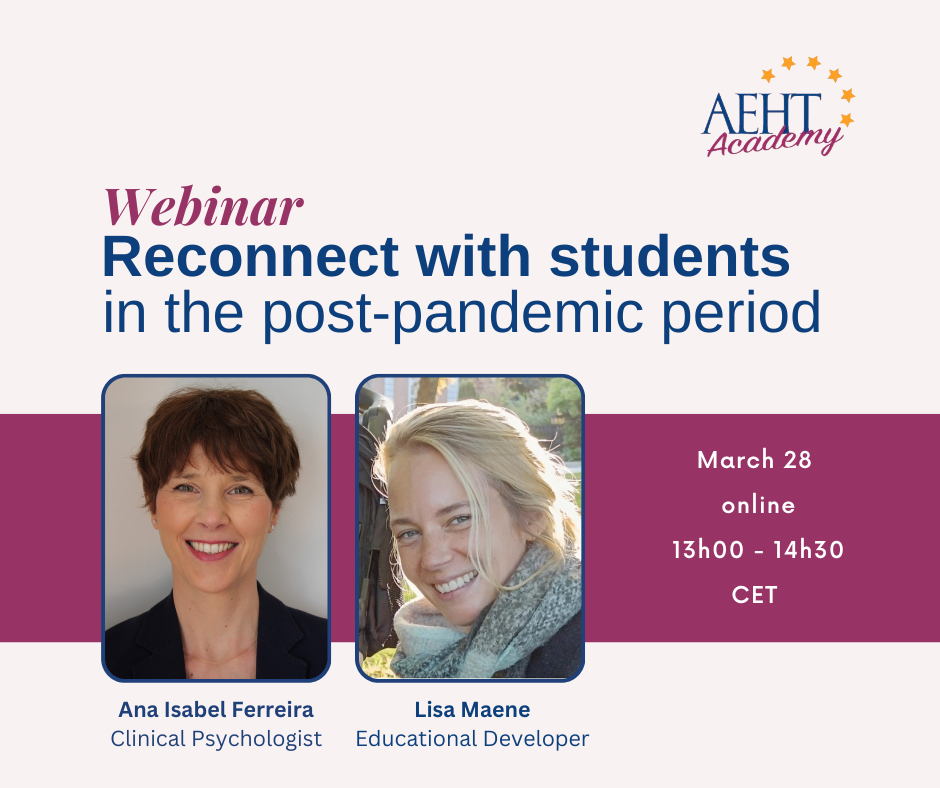 AEHT
Academy
Webinar
Reconnect with students
in the post-pandemic period
March 28
online
13h00 - 14h30
CET
Ana Isabel Ferreira
Clinical Psychologist
Lisa Maene
Educational Developer